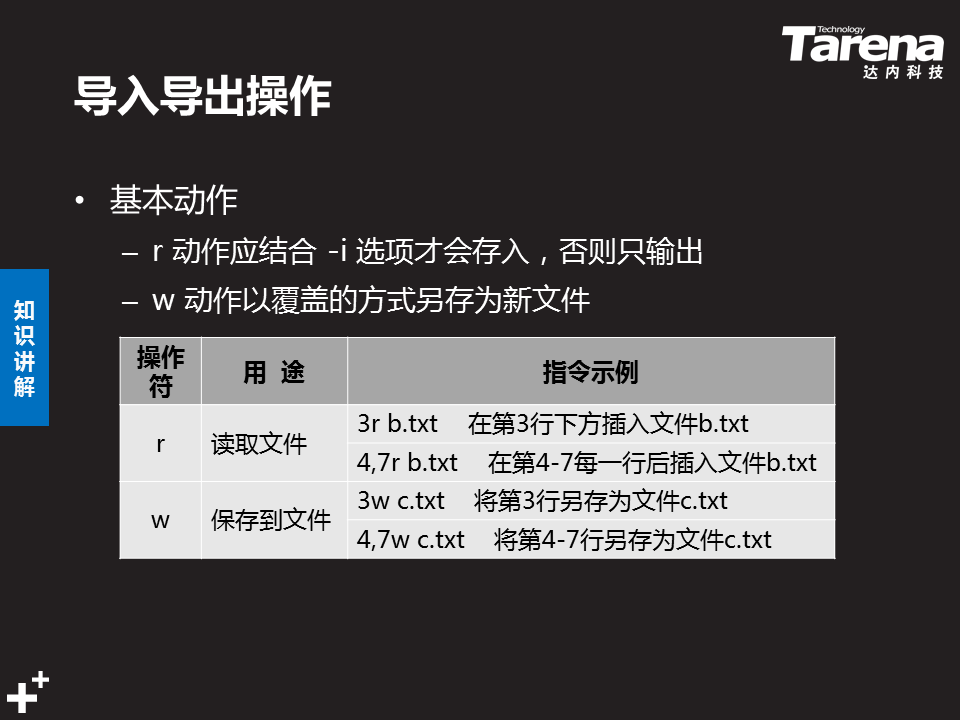 Technology
Tarena
达内科技
导入导出操作
• 基本动作
– r 动作应结合 -i 选项才会存入，否则只输出
– w 动作以覆盖的方式另存为新文件
知
识
讲
解
操作
符
用 途
指令示例
r
读取文件
3r b.txt 在第3行下方插入文件b.txt
4,7r b.txt 在第4-7每一行后插入文件b.txt
w
保存到文件
3w c.txt 将第3行另存为文件c.txt
4,7w c.txt 将第4-7行另存为文件c.txt